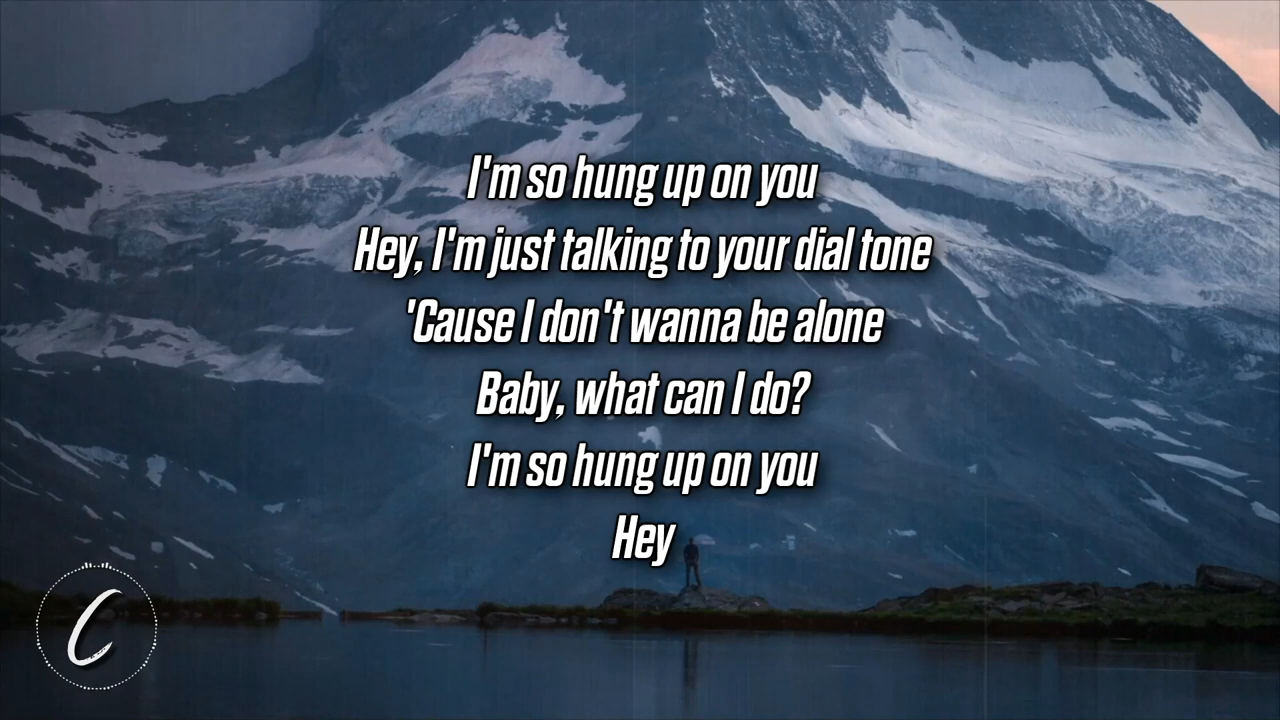 I'm so hung up on you
Hey, I'm just talking to your dial tone
'Cause I don't wanna be alone
Baby, what can I do?
I'm so hung up on you
Hey
C